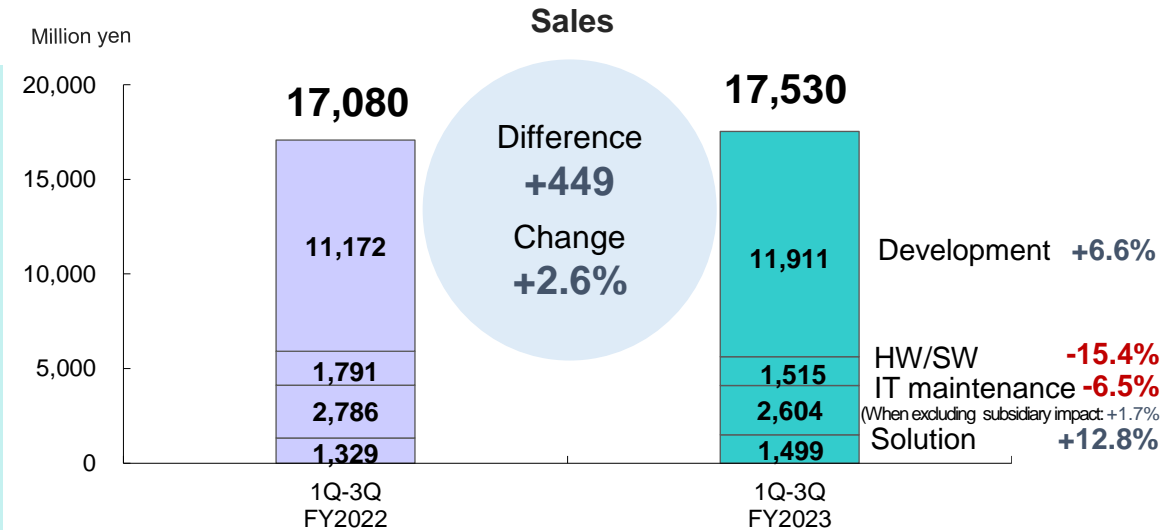 Sales
Million yen
20,000
15,000
10,000
5,000
0
17,080
11,172
1,791
2,786
1,329
1Q-3Q
FY2022
Difference
+449
Change
+2.6%
17,530
11,911
1,515
2,604
1,499
1Q-3Q
FY2023
Development +6.6%
HW/SW -15.4%
IT maintenance -6.5%
(When excluding subsidiary impact: +1.7%
Solution +12.8%